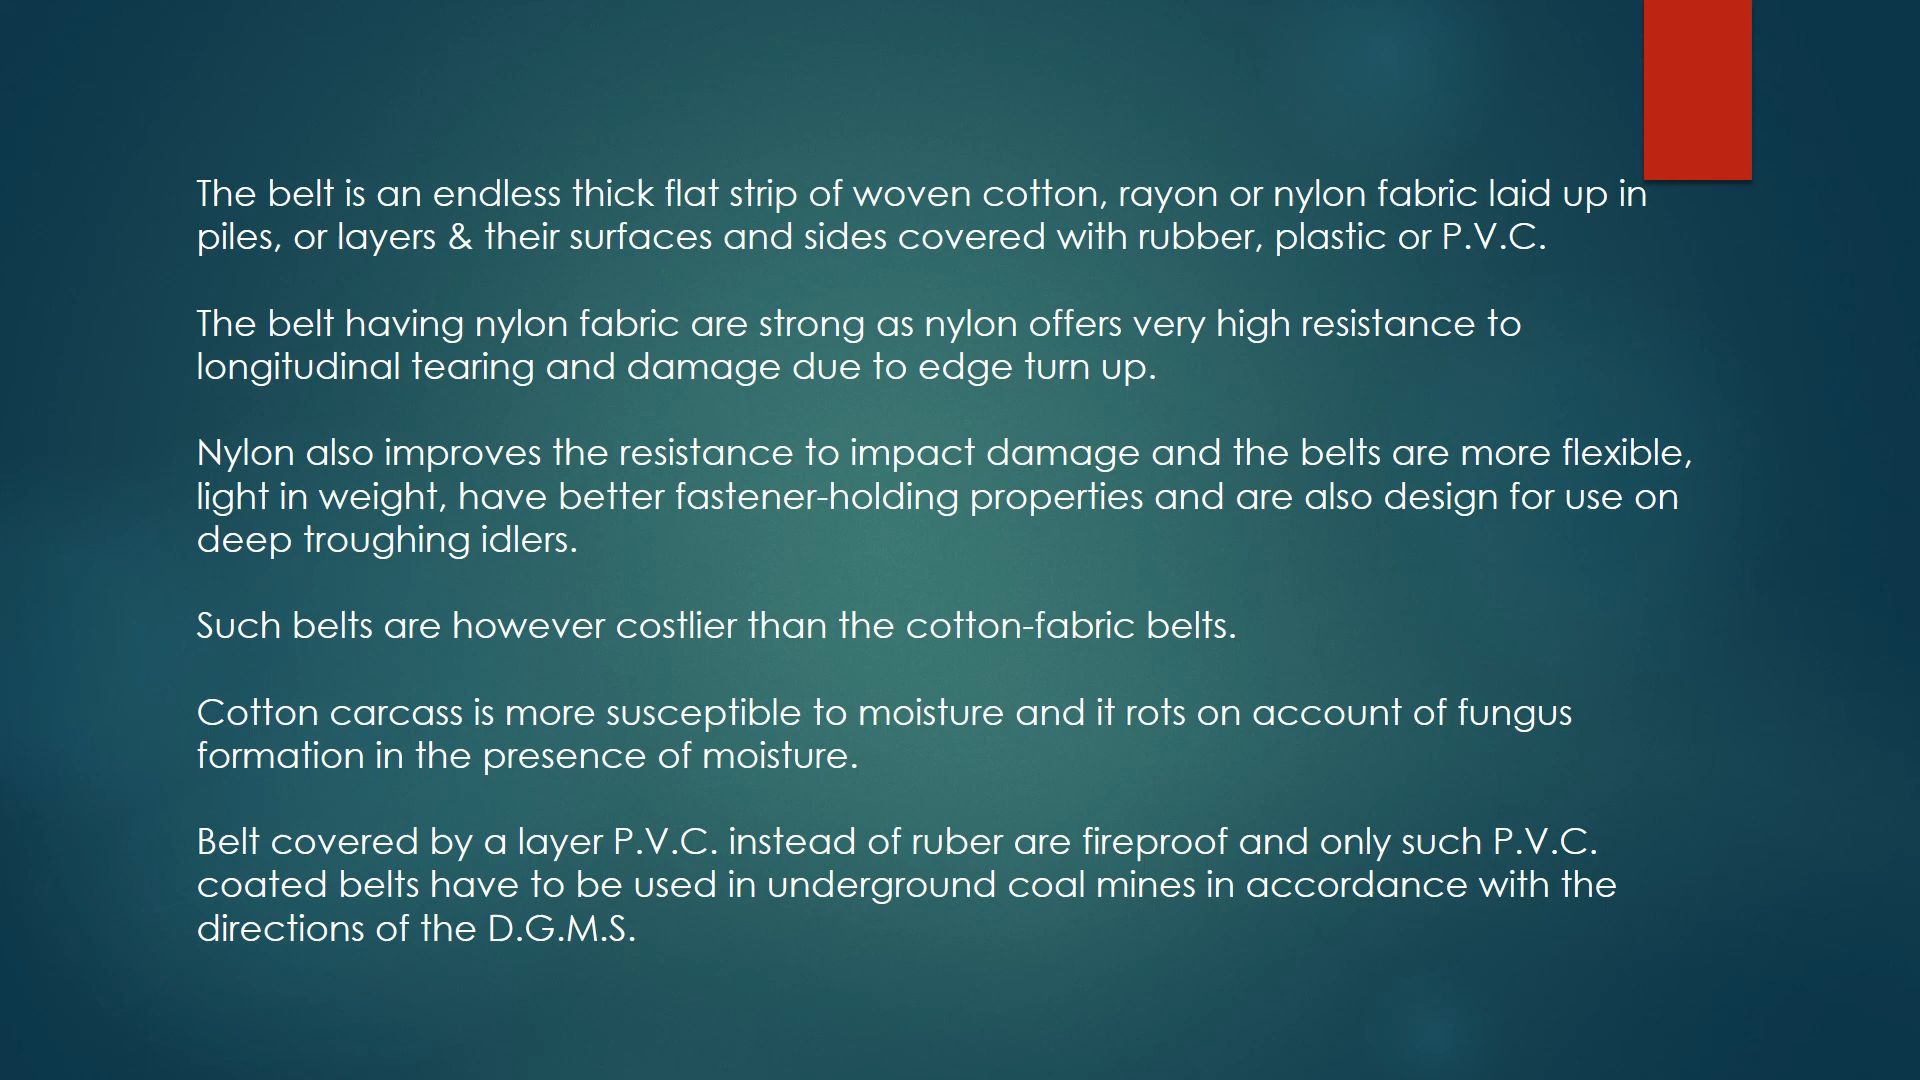 The belt is an endless thick flat strip of woven cotton, rayon or nylon fabric laid up in
piles, or layers & their surfaces and sides covered with rubber, plastic or P.V.C.
The belt having nylon fabric are strong as nylon offers very high resistance to
longitudinal tearing and damage due to edge turn up.
Nylon also improves the resistance to impact damage and the belts are more flexible,
light in weight, have better fastener-holding properties and are also design for use on
deep troughing idlers.
Such belts are however costlier than the cotton-fabric belts.
Cotton carcass is more susceptible to moisture and it rots on account of fungus
formation in the presence of moisture.
Belt covered by a layer P.V.C. instead of ruber are fireproof and only such P.V.C.
coated belts have to be used in underground coal mines in accordance with the
directions of the D.G.M.S.